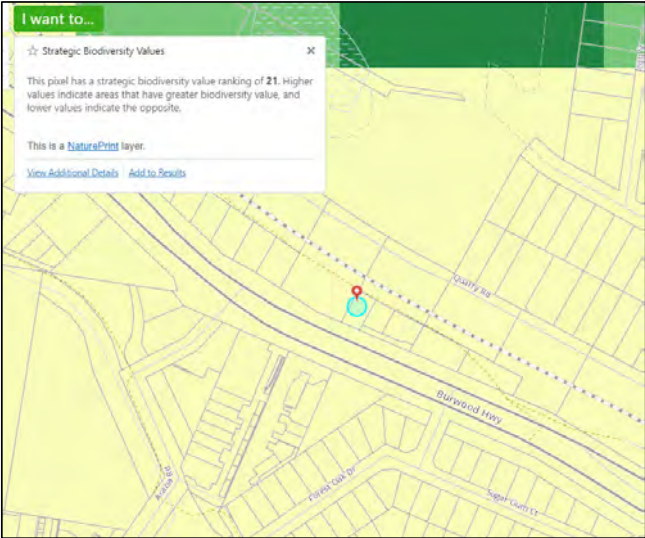 I want to...
☆ Strategic Biodiversity Values ×
This pixel has a strategic biodiversity value ranking of 21. Higher
values indicate areas that have greater biodiversity value, and
lower values indicate the opposite.
This is a NaturePrint layer.
View Additional Details Add to Results
Quarry Rd
Burwood Hwy
Forest Oak Dr
Sugar Gum Ct